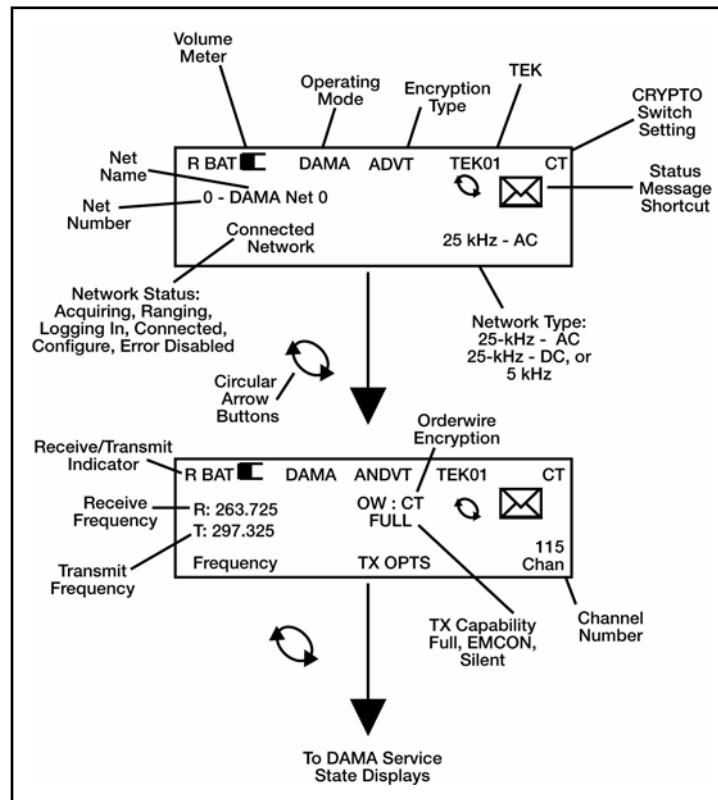 Volume
Meter
Operating
Mode
Encryption
Type
TEK
CRYPTO
Switch
Setting
R BAT DAMA ADVT TEK01 CT
Net
Name
0 - DAMA Net 0
Net
Number
Status
Message
Shortcut
Connected
Network
25 kHz - AC
Network Status:
Acquiring, Ranging,
Logging In, Connected,
Configure, Error Disabled
Network Type:
25-kHz - AC
25-kHz - DC, or
5 kHz
Circular
Arrow
Buttons
Orderwire
Encryption
Receive/Transmit
Indicator
R BAT DAMA ANDVT TEK01 CT
Receive
Frequency
R: 263.725
OW : CT
FULL
T: 297.325
115
Chan
Frequency TX OPTS
Transmit
Frequency
TX Capability
Full, EMCON,
Silent
Channel
Number
To DAMA Service
State Displays